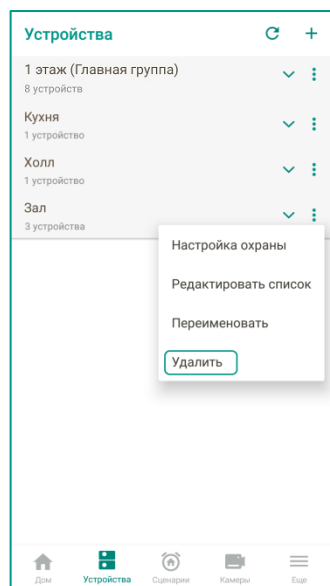 Устройства
1 этаж (Главная группа)
8 устройств
Кухня
1 устройство
Холл
1 устройство
Зал
3 устройства
Настройка охраны
Редактировать список
Переименовать
Удалить
Дом Устройства Сценарии Камеры Еще